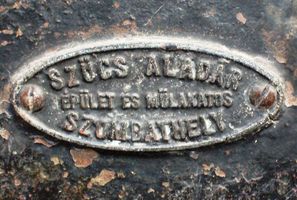 SZŰCS ALADÁR
ÉPÜLET ÉS MŰLAKATOS
SZOMBATHELY.